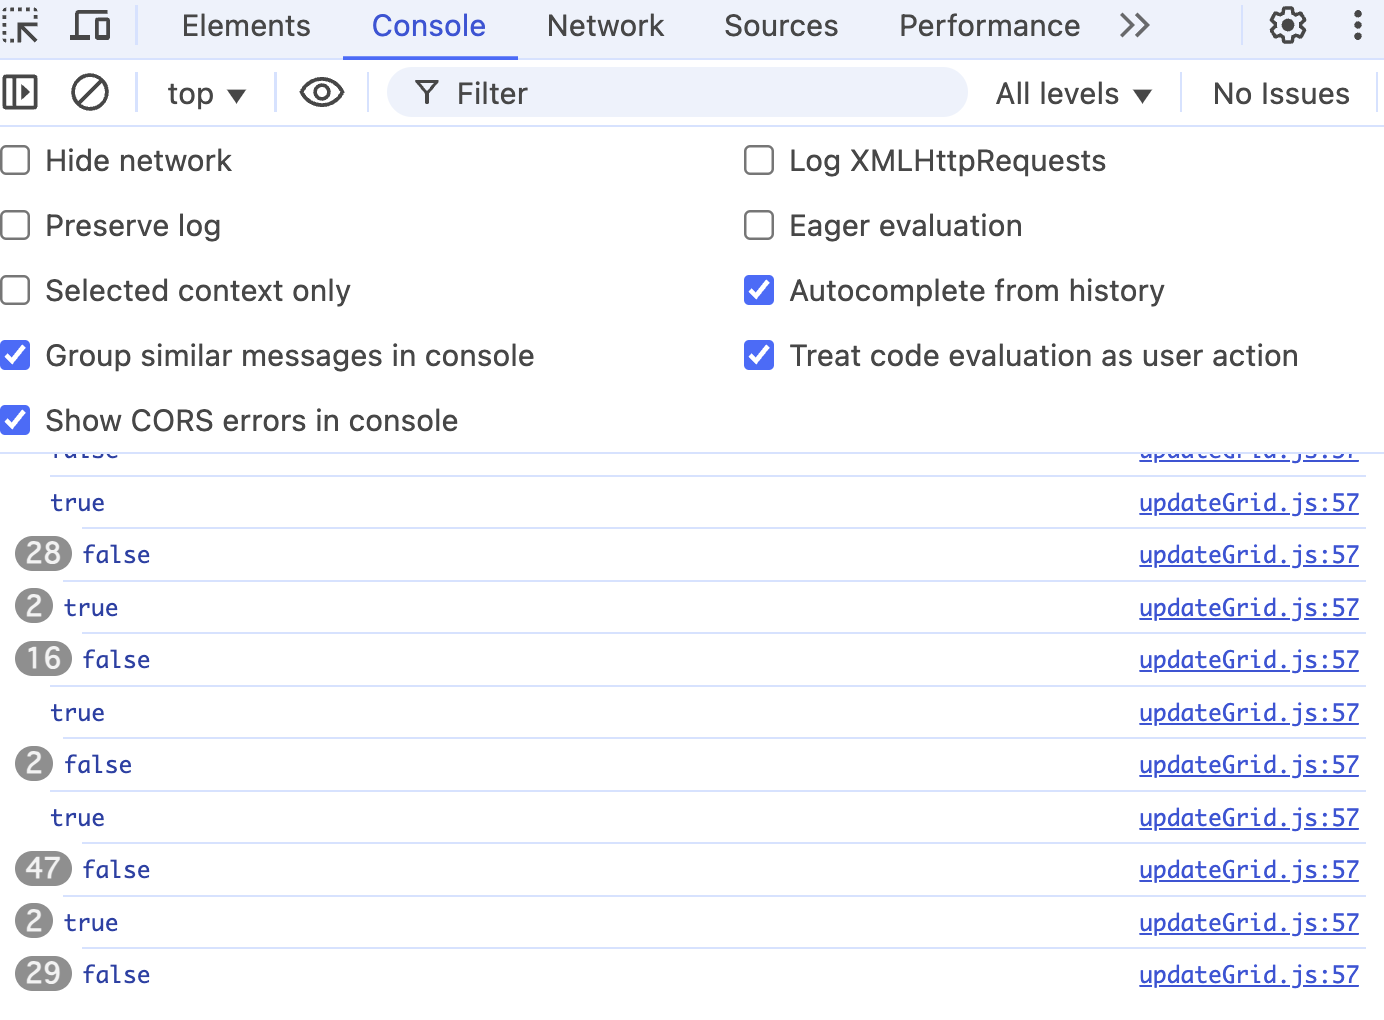 Elements Console Network Sources Performance
top ▼ Filter All levels ▼ No Issues
Hide network Log XMLHttpRequests
Preserve log Eager evaluation
Selected context only Autocomplete from history
Group similar messages in console Treat code evaluation as user action
Show CORS errors in console
false updateGrid.js:57
true updateGrid.js:57
28 false updateGrid.js:57
2 true updateGrid.js:57
16 false updateGrid.js:57
true updateGrid.js:57
2 false updateGrid.js:57
true updateGrid.js:57
47 false updateGrid.js:57
2 true updateGrid.js:57
29 false updateGrid.js:57